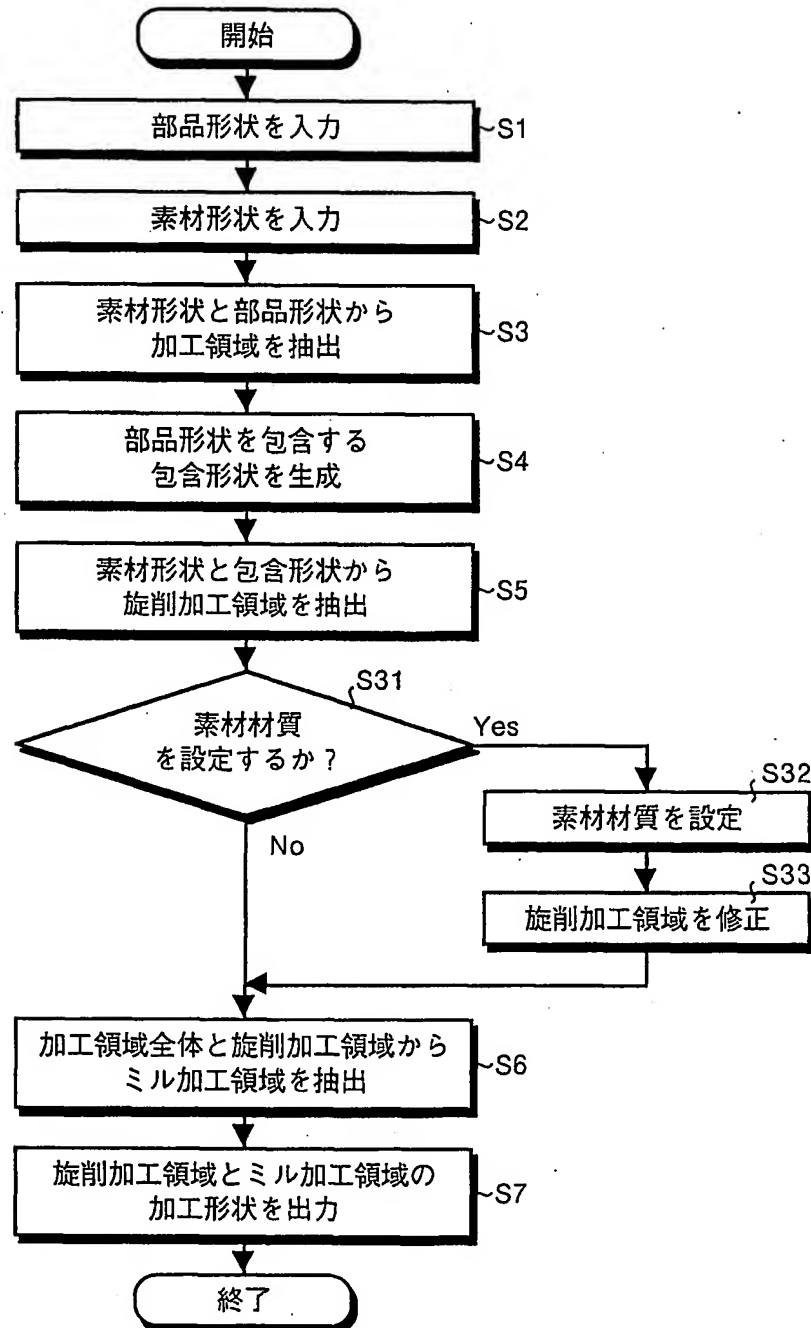 開始
部品形状を入力
S1
素材形状を入力
S2
素材形状と部品形状から
加工領域を抽出
S3
部品形状を包含する
包含形状を生成
S4
素材形状と包含形状から
旋削加工領域を抽出
S5
S31
素材材質
を設定するか？
Yes
S32
素材材質を設定
No
S33
旋削加工領域を修正
加工領域全体と旋削加工領域から
ミル加工領域を抽出
S6
旋削加工領域とミル加工領域の
加工形状を出力
S7
終了